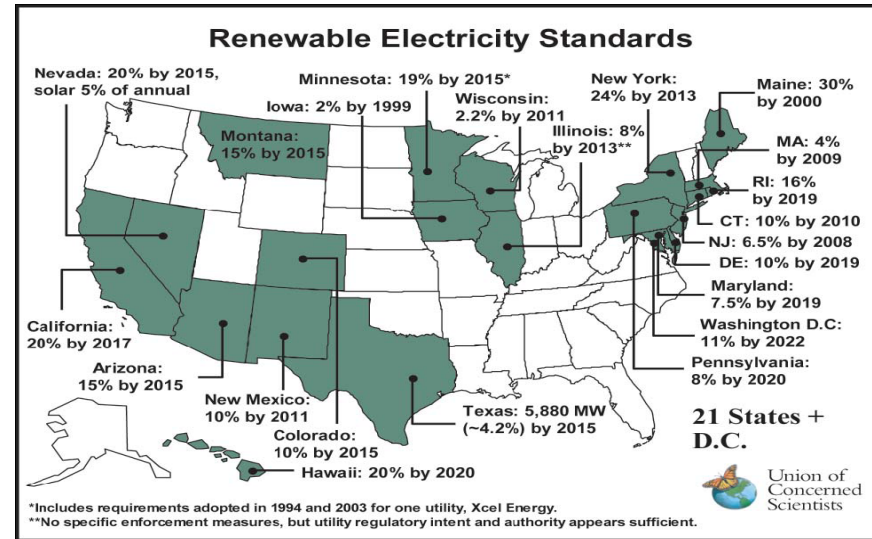 Renewable Electricity Standards
Nevada: 20% by 2015,
solar 5% of annual
Minnesota: 19% by 2015*
Iowa: 2% by 1999
Wisconsin:
2.2% by 2011
New York:
24% by 2013
Maine: 30%
by 2000
Montana:
15% by 2015
Illinois: 8%
by 2013**
MA: 4%
by 2009
RI: 16%
by 2019
CT: 10% by 2010
NJ: 6.5% by 2008
DE: 10% by 2019
Maryland:
7.5% by 2019
Washington D.C:
11% by 2022
Pennsylvania:
8% by 2020
California:
20% by 2017
Arizona:
15% by 2015
New Mexico:
10% by 2011
Colorado:
10% by 2015
Texas: 5,880 MW
(~4.2%) by 2015
Hawaii: 20% by 2020
21 States +
D.C.
Union of
Concerned
Scientists
*Includes requirements adopted in 1994 and 2003 for one utility, Xcel Energy.
**No specific enforcement measures, but utility regulatory intent and authority appears sufficient.